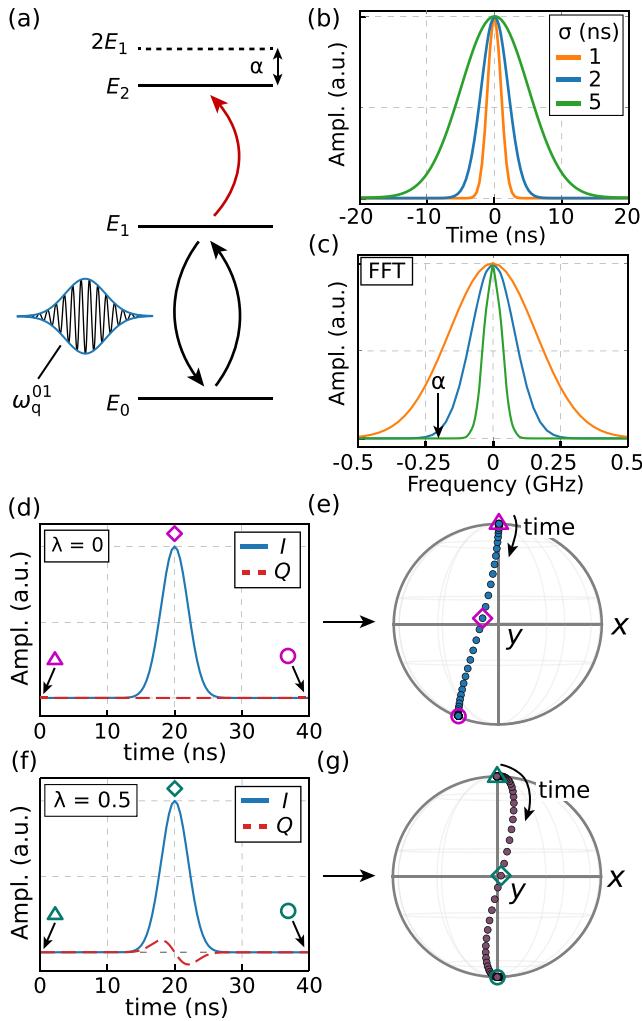 (a)
2E1
α
E2
E1
ωq01
E0
(b)
Ampl. (a.u.)
σ (ns)
1
2
5
-20 -10 0 10 20
Time (ns)
(c)
Ampl. (a.u.)
FFT
α
-0.5 -0.25 0 0.25 0.5
Frequency (GHz)
(d)
Ampl. (a.u.)
λ = 0
I
Q
0 10 20 30 40
time (ns)
(e)
time
x
y
(f)
Ampl. (a.u.)
λ = 0.5
I
Q
0 10 20 30 40
time (ns)
(g)
time
x
y